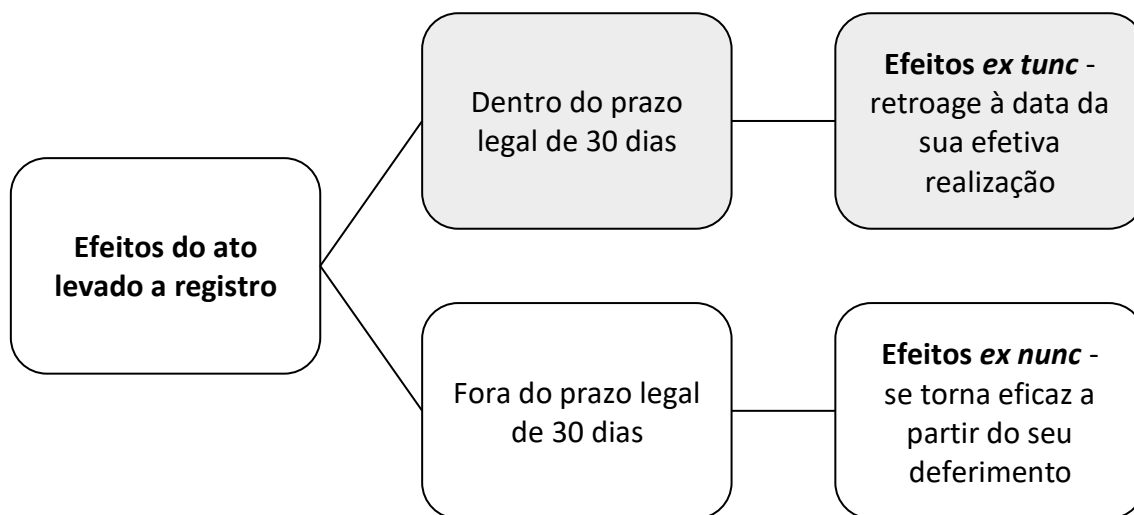 Efeitos do ato
levado a registro
Dentro do prazo
legal de 30 dias
Efeitos ex tunc -
retroage à data da
sua efetiva
realização
Fora do prazo legal
de 30 dias
Efeitos ex nunc -
se torna eficaz a
partir do seu
deferimento